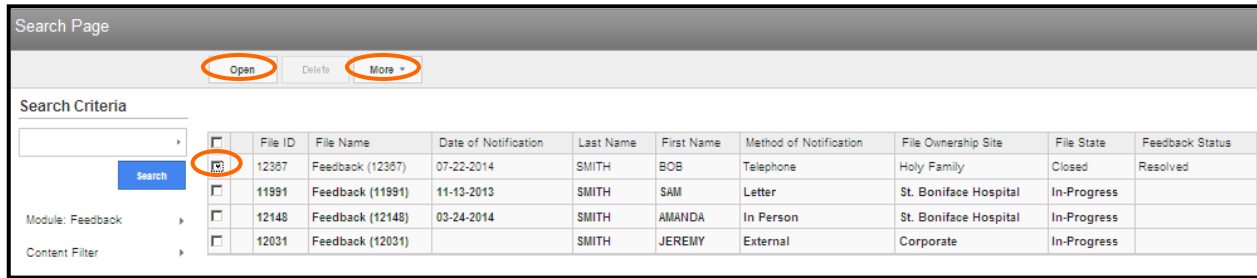 Search Page
Open Delete More
Search Criteria
File ID File Name Date of Notification Last Name First Name Method of Notification File Ownership Site File State Feedback Status
12367 Feedback (12367) 07-22-2014 SMITH BOB Telephone Holy Family Closed Resolved
Search
11991 Feedback (11991) 11-13-2013 SMITH SAM Letter St. Boniface Hospital In-Progress
Module: Feedback
12148 Feedback (12148) 03-24-2014 SMITH AMANDA In Person St. Boniface Hospital In-Progress
12031 Feedback (12031) SMITH JEREMY External Corporate In-Progress
Content Filter